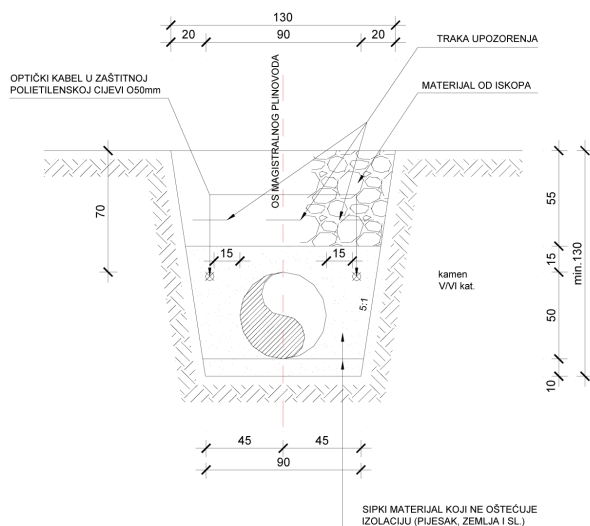 130
20
90
20
TRAKA UPOZORENJA
OPTIČKI KABEL U ZAŠTITNOJ
POLIETILENSKOJ CIJEVI O50mm
MATERIJAL OD ISKOPA
OS MAGISTRALNOG PLINOVODA
70
15
15
55
15
min.130
kamen
V/VI kat.
5:1
50
10
45
45
90
SIPKI MATERIJAL KOJI NE OŠTEĆUJE
IZOLACIJU (PIJESAK, ZEMLJA I SL.)